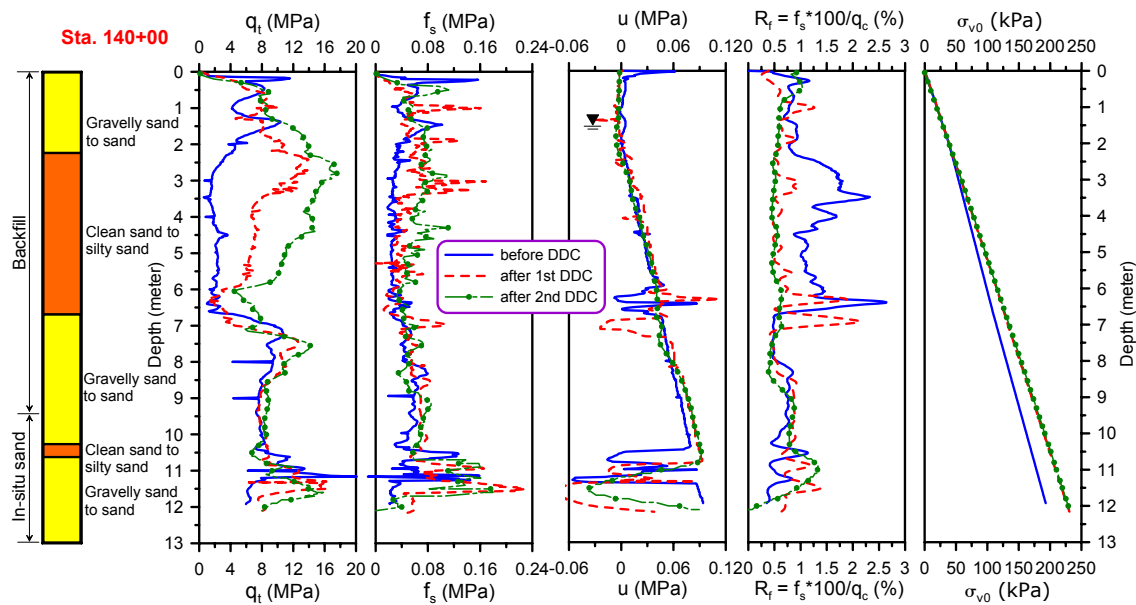 Sta. 140+00
q_t (MPa)
f_s (MPa)
u (MPa)
R_f = f_s*100/q_c (%)
σ_v0 (kPa)
0 4 8 12 16 20
0 0.08 0.16 0.24
-0.06 0 0.06 0.12
0 0.5 1 1.5 2 2.5 3
0 50 100 150 200 250
0
1
2
3
4
5
6
7
8
9
10
11
12
13
Depth (meter)
Backfill
In-situ sand
Gravelly sand
to sand
Clean sand to
silty sand
Gravelly sand
to sand
Clean sand to
silty sand
Gravelly sand
to sand
before DDC
after 1st DDC
after 2nd DDC
0
1
2
3
4
5
6
7
8
9
10
11
12
13
Depth (meter)
0 4 8 12 16 20
0 0.08 0.16 0.24
-0.06 0 0.06 0.12
0 0.5 1 1.5 2 2.5 3
0 50 100 150 200 250
q_t (MPa)
f_s (MPa)
u (MPa)
R_f = f_s*100/q_c (%)
σ_v0 (kPa)